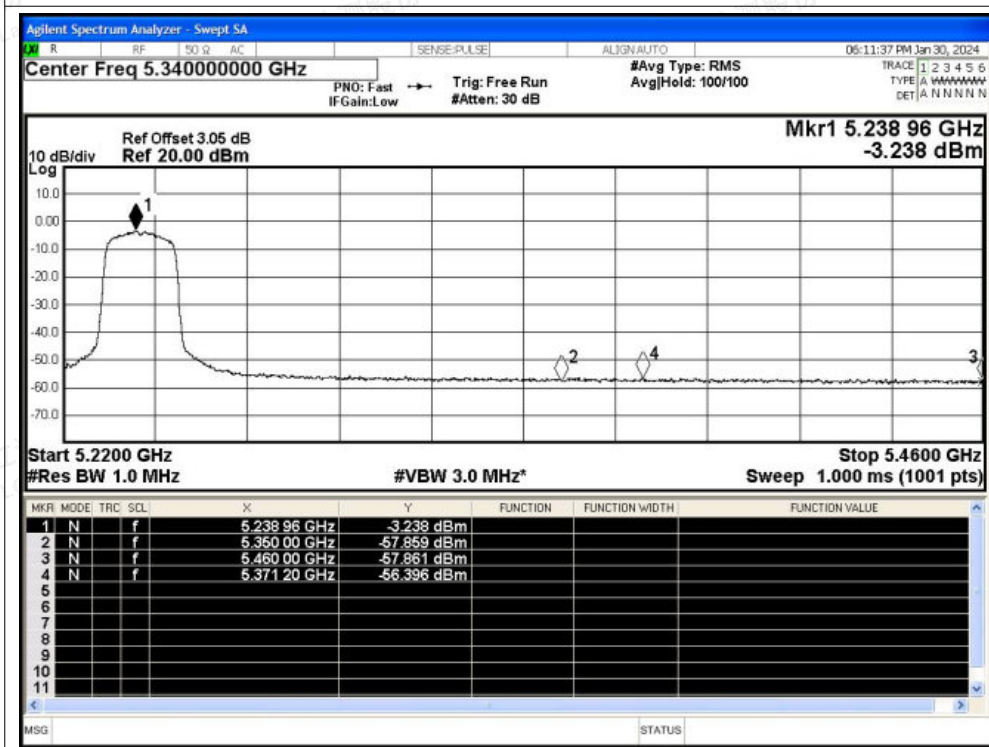 Agilent Spectrum Analyzer - Swept SA
LXI R RF 50 Ω AC SENSE:PULSE ALIGN AUTO 06:11:37 PM Jan 30, 2024
Center Freq 5.340000000 GHz
PNO: Fast
IFGain:Low
Trig: Free Run
#Atten: 30 dB
#Avg Type: RMS
Avg|Hold: 100/100
TRACE 1 2 3 4 5 6
TYPE A WWWWW
DET A N N N N N
Mkr1 5.238 96 GHz
-3.238 dBm
Ref Offset 3.05 dB
10 dB/div Ref 20.00 dBm
Log
10.0
0.00
-10.0
-20.0
-30.0
-40.0
-50.0
-60.0
-70.0
1
2
4
3
Start 5.2200 GHz Stop 5.4600 GHz
#Res BW 1.0 MHz #VBW 3.0 MHz* Sweep 1.000 ms (1001 pts)
MKR MODE TRC SCL X Y FUNCTION FUNCTION WIDTH FUNCTION VALUE
1 N f 5.238 96 GHz -3.238 dBm
2 N f 5.350 00 GHz -57.859 dBm
3 N f 5.460 00 GHz -57.861 dBm
4 N f 5.371 20 GHz -56.396 dBm
5
6
7
8
9
10
11
MSG STATUS